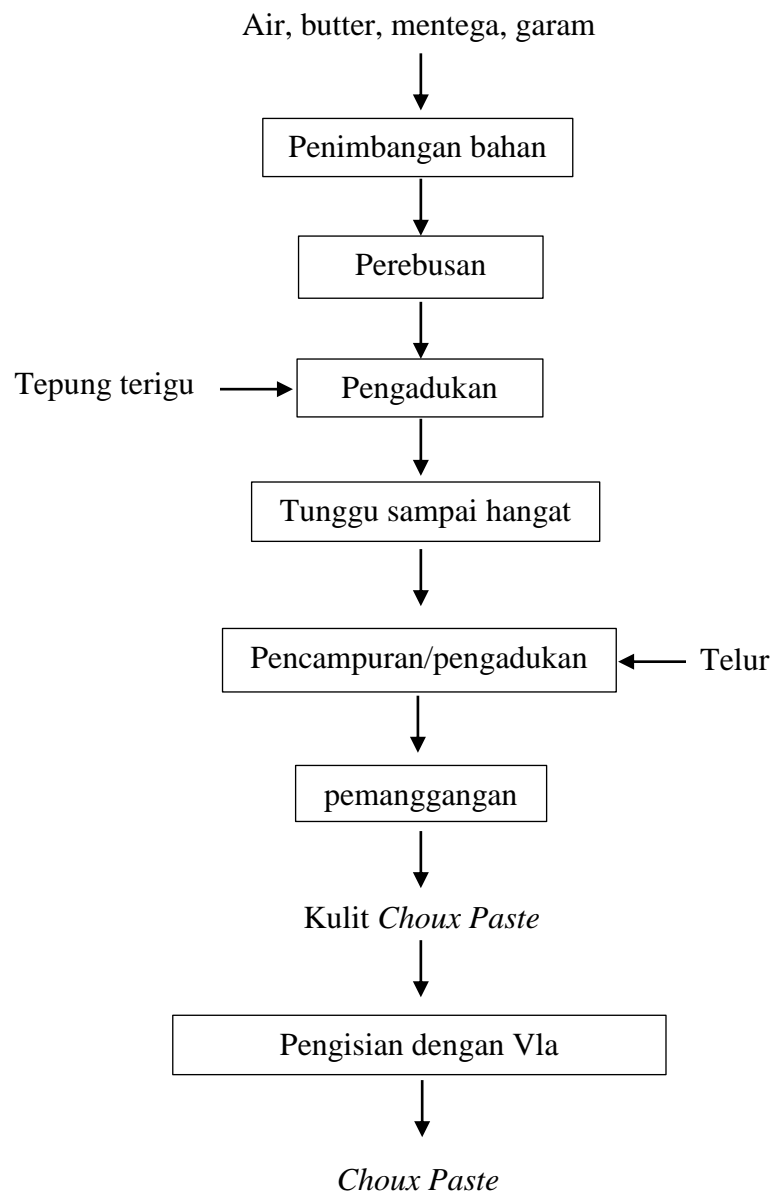 Air, butter, mentega, garam
Penimbangan bahan
Perebusan
Tepung terigu
Pengadukan
Tunggu sampai hangat
Pencampuran/pengadukan
Telur
pemanggangan
Kulit Choux Paste
Pengisian dengan Vla
Choux Paste